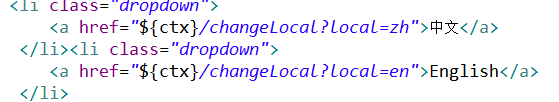 <li class="dropdown">
<a href="${ctx}/changeLocal?local=zh">中文</a>
</li><li class="dropdown">
<a href="${ctx}/changeLocal?local=en">English</a>
</li>